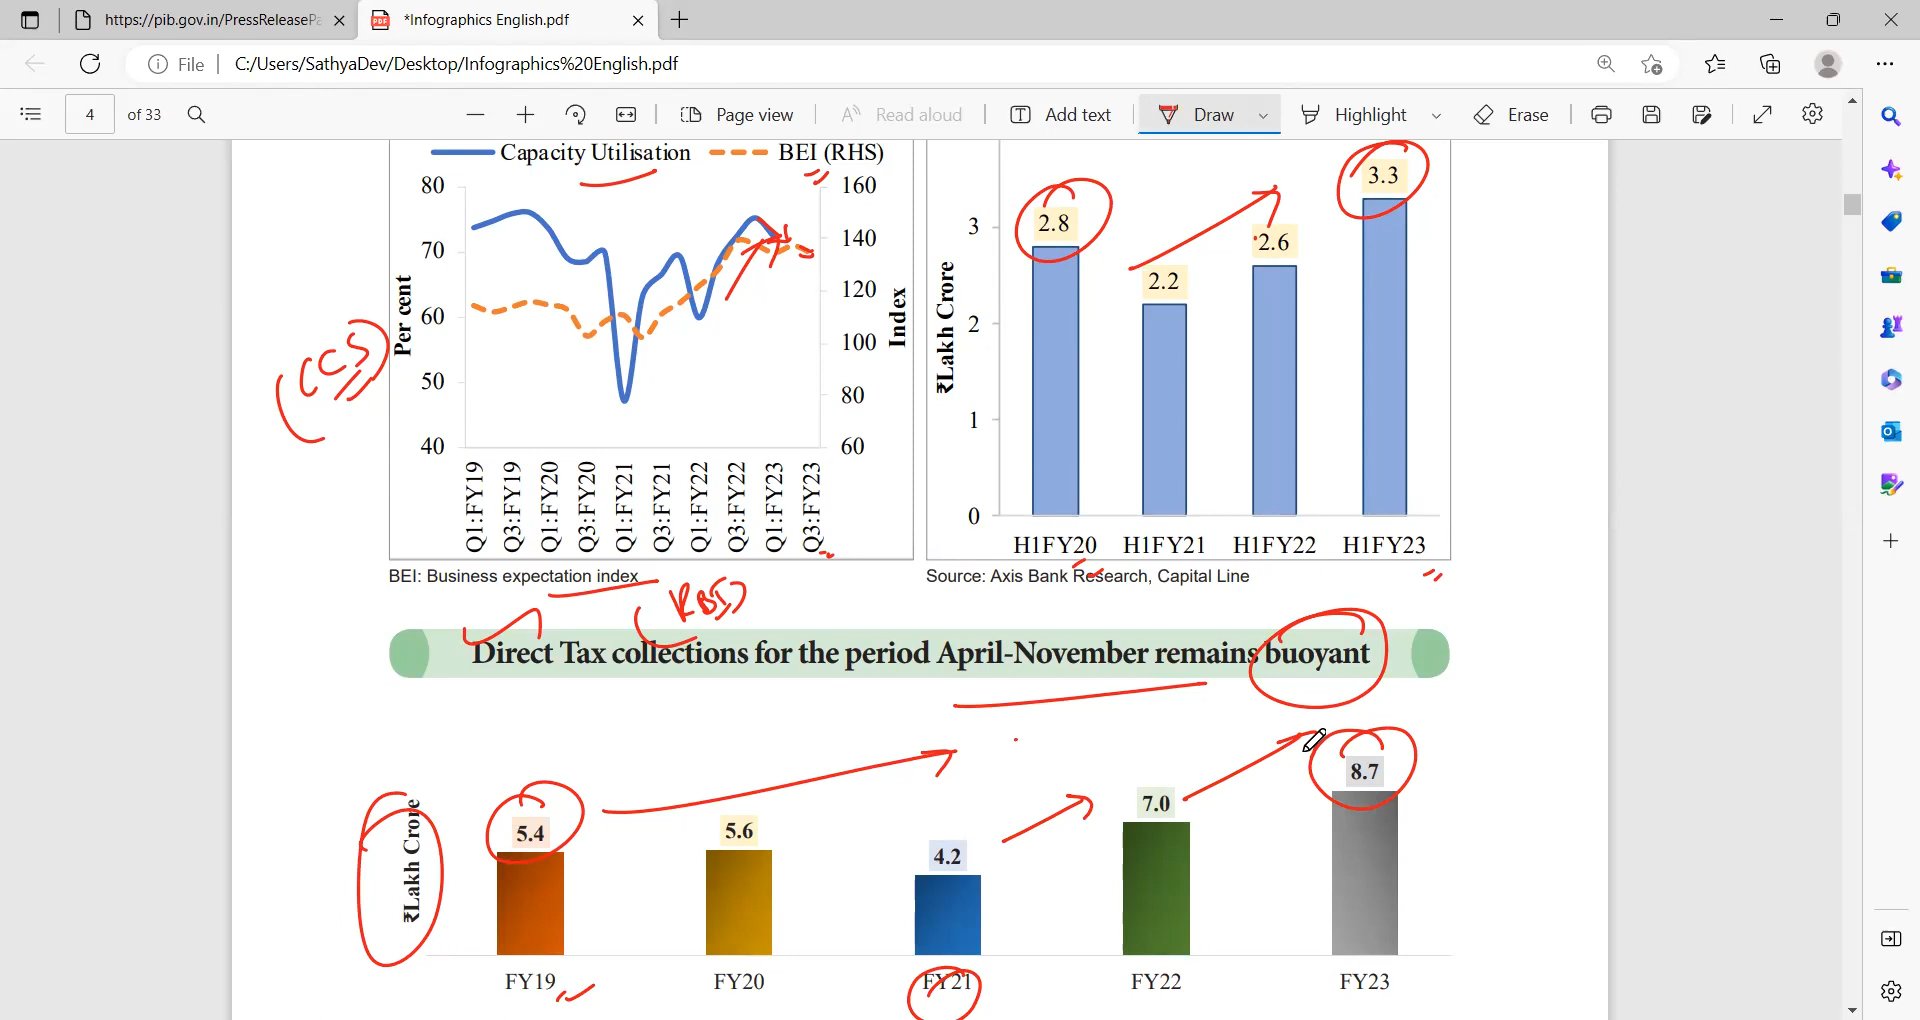 https://pib.gov.in/PressReleasePa
*Infographics English.pdf
File
C:/Users/SathyaDev/Desktop/Infographics%20English.pdf
4 of 33
Page view
Read aloud
Add text
Draw
Highlight
Erase
Capacity Utilisation BEI (RHS)
80
70
60
50
40
Per cent
160
140
120
100
80
60
Index
Q1:FY19
Q3:FY19
Q1:FY20
Q3:FY20
Q1:FY21
Q3:FY21
Q1:FY22
Q3:FY22
Q1:FY23
Q3:FY23
BEI: Business expectation index
(CCS)
(RBI)
₹Lakh Crore
3
2
1
0
2.8
2.2
2.6
3.3
H1FY20 H1FY21 H1FY22 H1FY23
Source: Axis Bank Research, Capital Line
Direct Tax collections for the period April-November remains buoyant
₹Lakh Crore
5.4
5.6
4.2
7.0
8.7
FY19 FY20 FY21 FY22 FY23